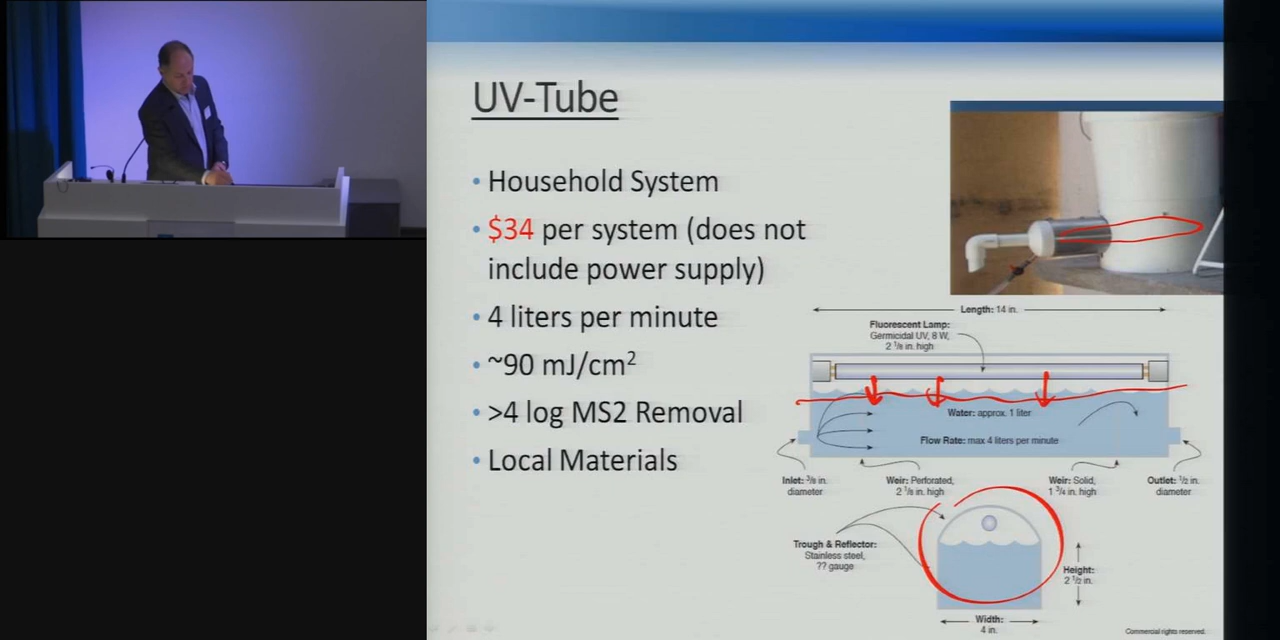 UV-Tube
• Household System
• $34 per system (does not
include power supply)
• 4 liters per minute
• ~90 mJ/cm²
• >4 log MS2 Removal
• Local Materials
Length: 14 in.
Fluorescent Lamp:
Germicidal UV, 8 W,
2 1/8 in. high
Water: approx. 1 liter
Flow Rate: max 4 liters per minute
Inlet: 3/8 in.
diameter
Weir: Perforated,
2 1/8 in. high
Weir: Solid,
1 3/4 in. high
Outlet: 1/2 in.
diameter
Trough & Reflector:
Stainless steel,
?? gauge
Height:
2 1/2 in.
Width:
4 in.
Commercial rights reserved.